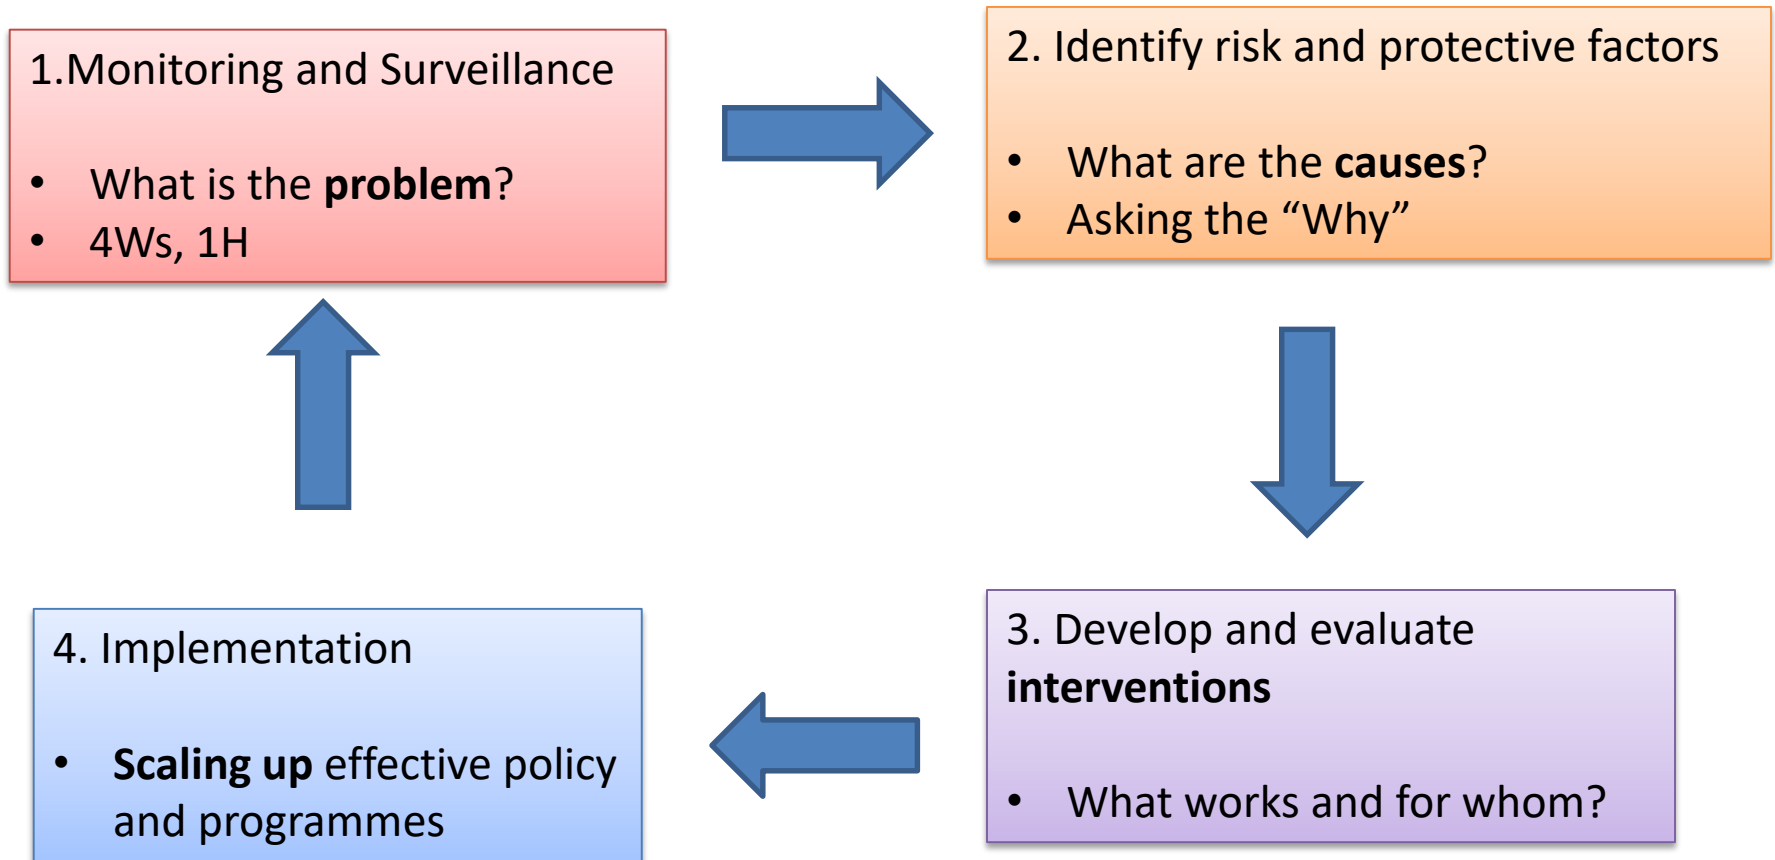 1.Monitoring and Surveillance
• What is the problem?
• 4Ws, 1H
2. Identify risk and protective factors
• What are the causes?
• Asking the “Why”
3. Develop and evaluate
interventions
• What works and for whom?
4. Implementation
• Scaling up effective policy
and programmes